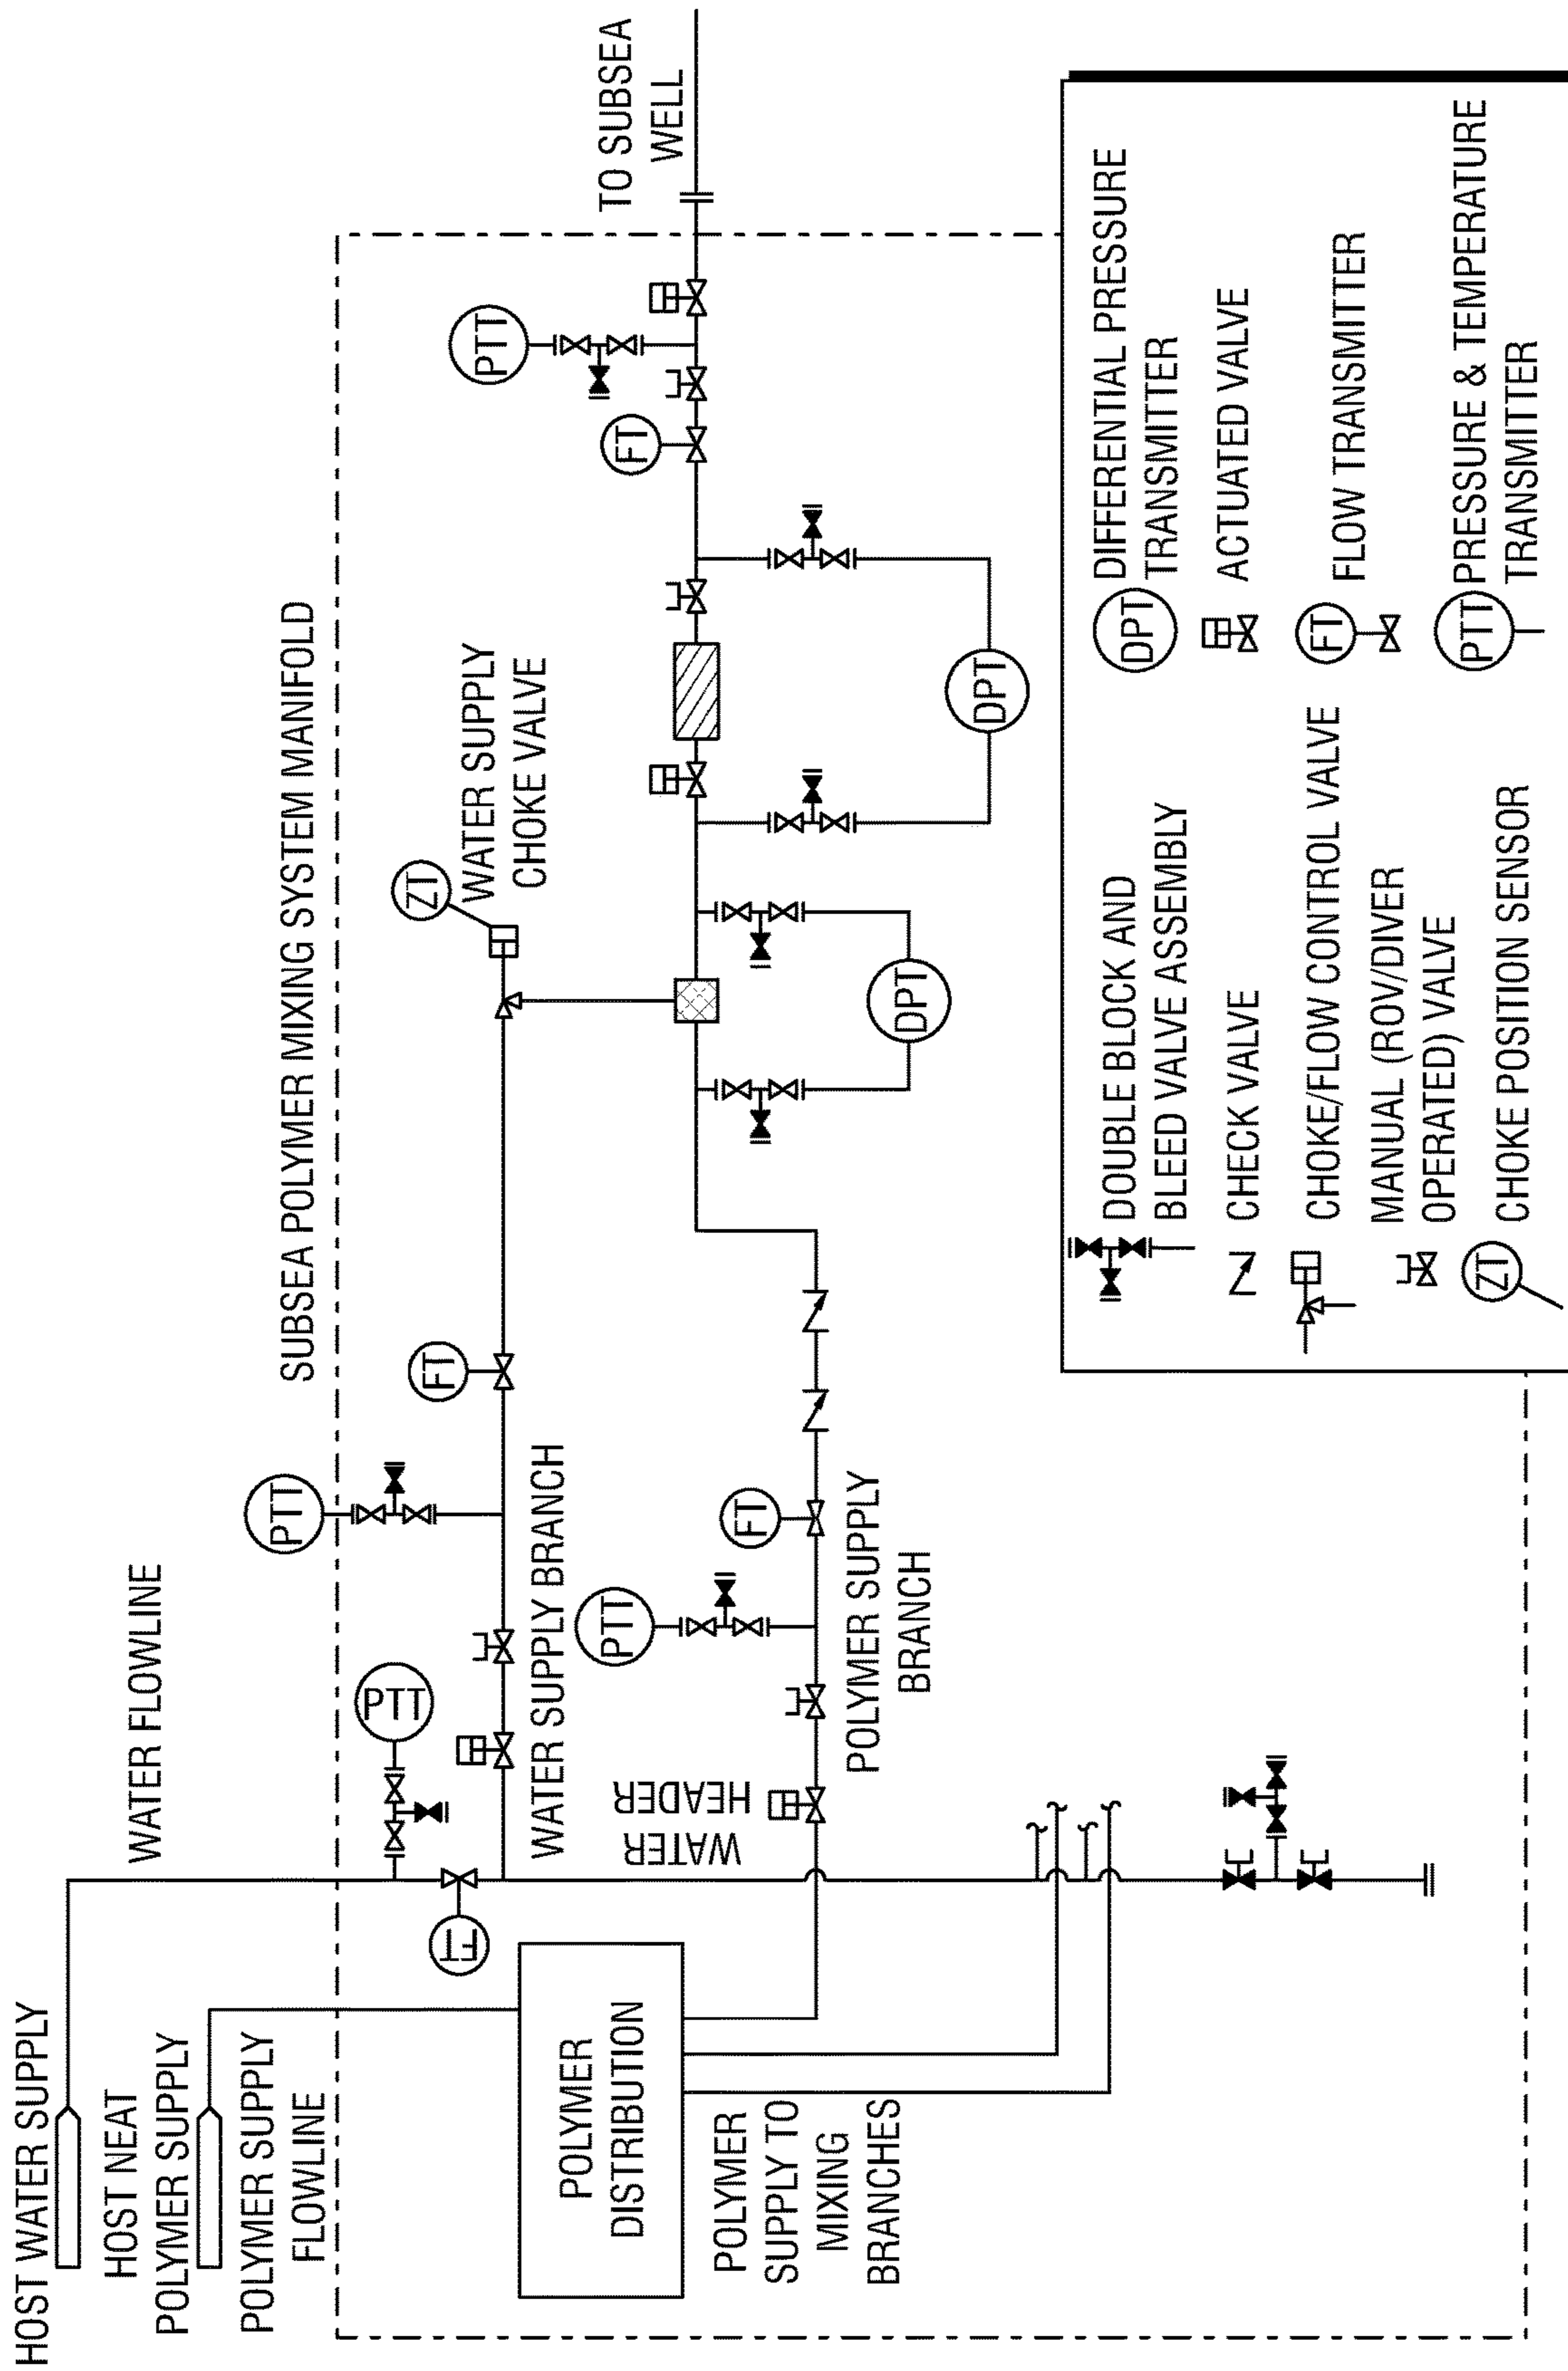 HOST WATER SUPPLY
HOST NEAT
POLYMER SUPPLY
POLYMER SUPPLY
FLOWLINE
WATER FLOWLINE
SUBSEA POLYMER MIXING SYSTEM MANIFOLD
TO SUBSEA
WELL
PTT
PTT
FT
WATER SUPPLY BRANCH
FT
ZT
WATER SUPPLY
CHOKE VALVE
PTT
FT
WATER
HEADER
PTT
FT
POLYMER SUPPLY
BRANCH
DPT
DPT
POLYMER
DISTRIBUTION
POLYMER
SUPPLY TO
MIXING
BRANCHES
DOUBLE BLOCK AND
BLEED VALVE ASSEMBLY
CHECK VALVE
CHOKE/FLOW CONTROL VALVE
MANUAL (ROV/DIVER
OPERATED) VALVE
ZT
CHOKE POSITION SENSOR
DPT
DIFFERENTIAL PRESSURE
TRANSMITTER
ACTUATED VALVE
FT
FLOW TRANSMITTER
PTT
PRESSURE & TEMPERATURE
TRANSMITTER